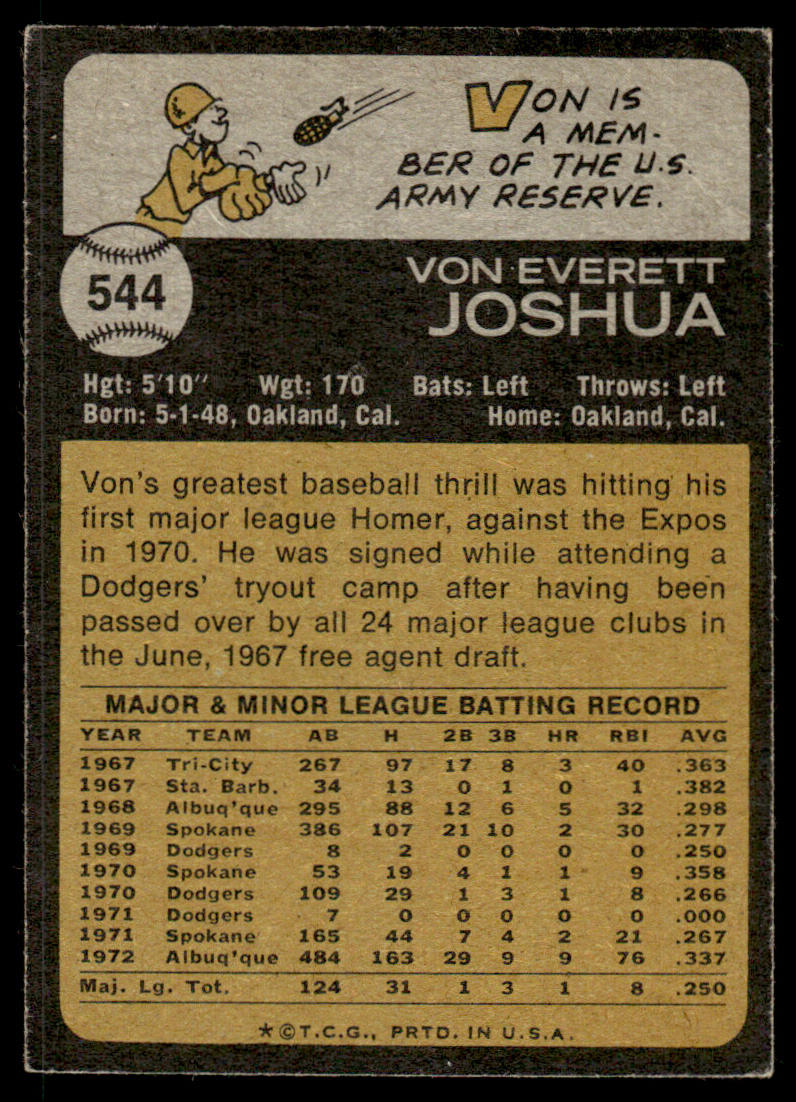 VON IS
A MEM-
BER OF THE U.S.
ARMY RESERVE.
544
VON EVERETT
JOSHUA
Hgt: 5'10" Wgt: 170 Bats: Left Throws: Left
Born: 5-1-48, Oakland, Cal. Home: Oakland, Cal.
Von's greatest baseball thrill was hitting his
first major league Homer, against the Expos
in 1970. He was signed while attending a
Dodgers' tryout camp after having been
passed over by all 24 major league clubs in
the June, 1967 free agent draft.
MAJOR & MINOR LEAGUE BATTING RECORD
YEAR TEAM AB H 2B 3B HR RBI AVG
1967 Tri-City 267 97 17 8 3 40 .363
1967 Sta. Barb. 34 13 0 1 0 1 .382
1968 Albuq'que 295 88 12 6 5 32 .298
1969 Spokane 386 107 21 10 2 30 .277
1969 Dodgers 8 2 0 0 0 0 .250
1970 Spokane 53 19 4 1 1 9 .358
1970 Dodgers 109 29 1 3 1 8 .266
1971 Dodgers 7 0 0 0 0 0 .000
1971 Spokane 165 44 7 4 2 21 .267
1972 Albuq'que 484 163 29 9 9 76 .337
Maj. Lg. Tot. 124 31 1 3 1 8 .250
*©T.C.G., PRTD. IN U.S.A.